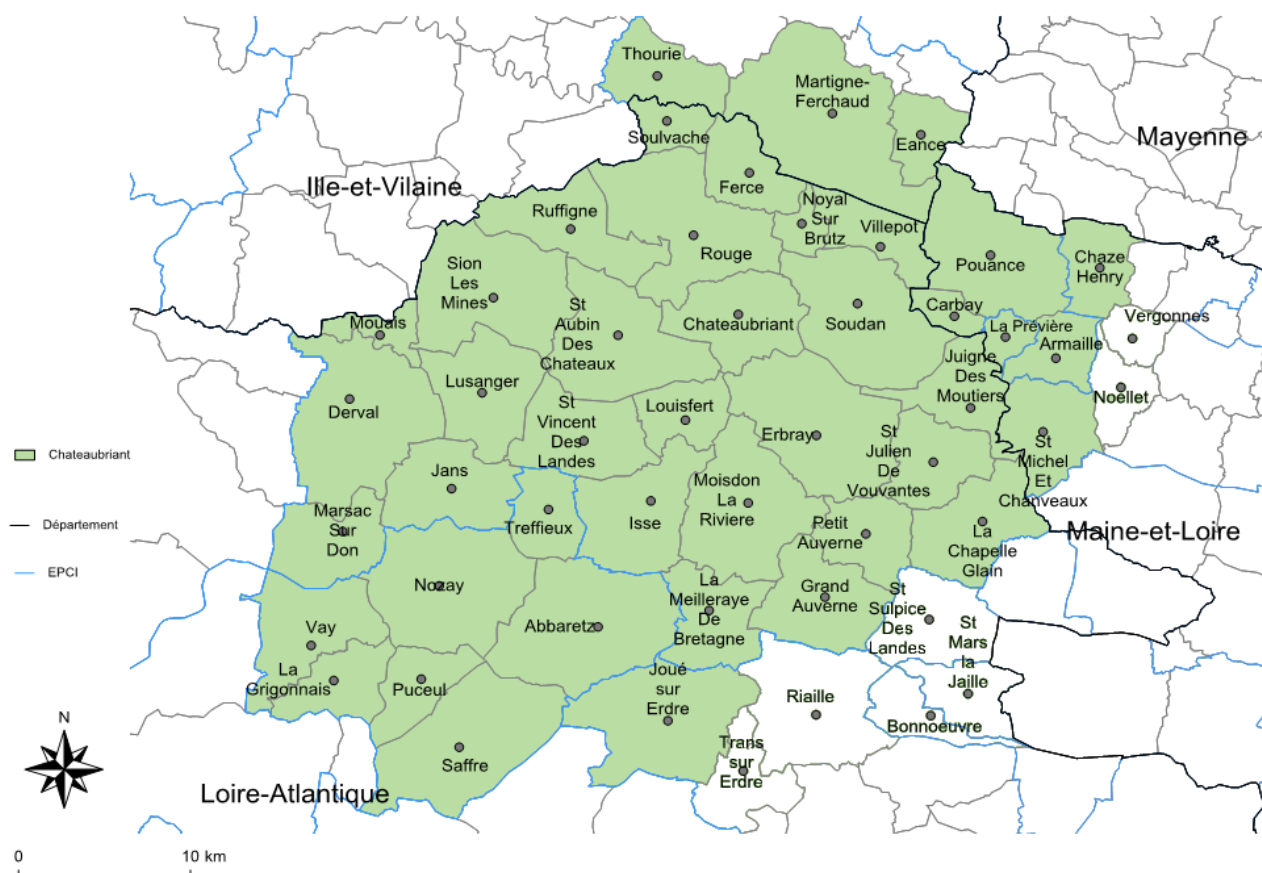 Thourie
Martigne-
Ferchaud
Soulvache
Eance
Mayenne
Ille-et-Vilaine
Ferce
Ruffigne
Noyal
Sur
Brutz
Villepot
Rouge
Pouance
Chaze
Henry
Sion
Les
Mines
St
Aubin
Des
Chateaux
Chateaubriant
Soudan
Carbay
Vergonnes
Mouais
La Prévière
Armaille
Juigne
Des
Moutiers
Lusanger
Derval
St
Vincent
Des
Landes
Louisfert
Noëllet
Erbray
St
Julien
De
Vouvantes
St
Michel
Et
Chanveaux
Chateaubriant
Jans
Moisdon
La
Riviere
Marsac
Sur
Don
Treffieux
Isse
Petit
Auverne
La
Chapelle
Glain
Maine-et-Loire
Département
EPCI
Nozay
La
Meilleraye
De
Bretagne
Grand
Auverne
St
Sulpice
Des
Landes
St
Mars
la
Jaille
Abbaretz
Vay
La
Grigonnais
Puceul
Joué
sur
Erdre
Riaille
Bonnoeuvre
N
Saffre
Trans
sur
Erdre
Loire-Atlantique
0 10 km